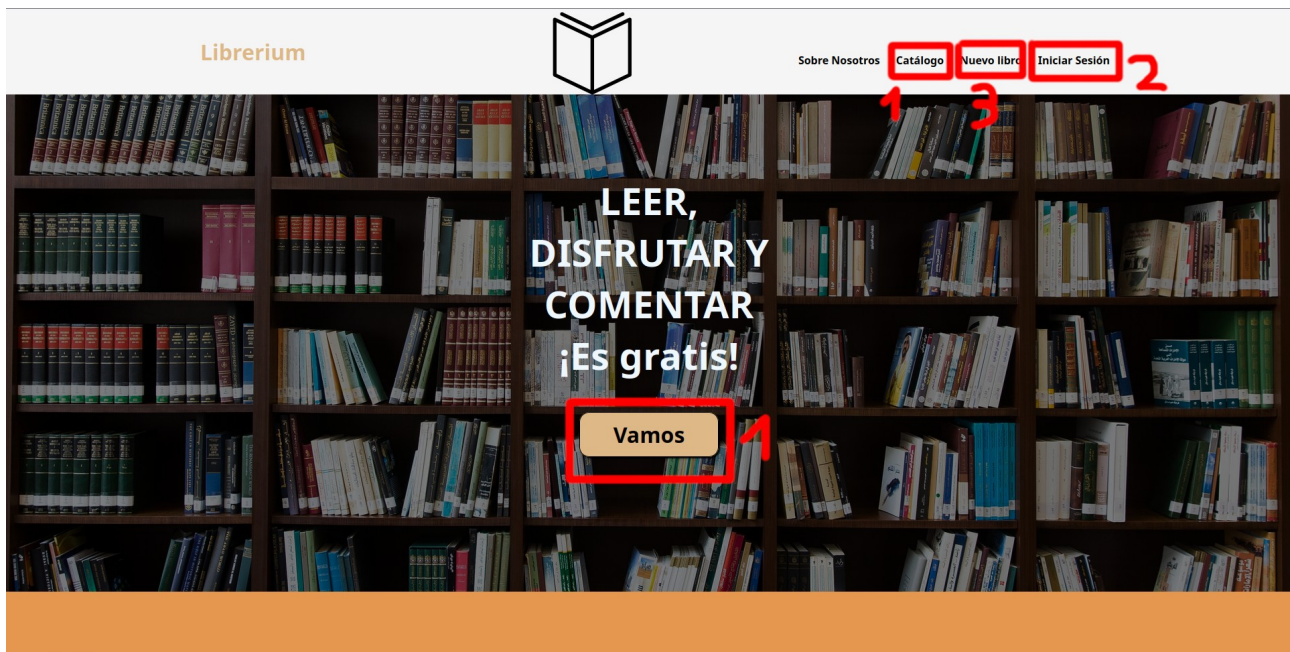 Librerium
Sobre Nosotros Catálogo Nuevo libro Iniciar Sesión
1 3 2
LEER,
DISFRUTAR Y
COMENTAR
¡Es gratis!
Vamos
1